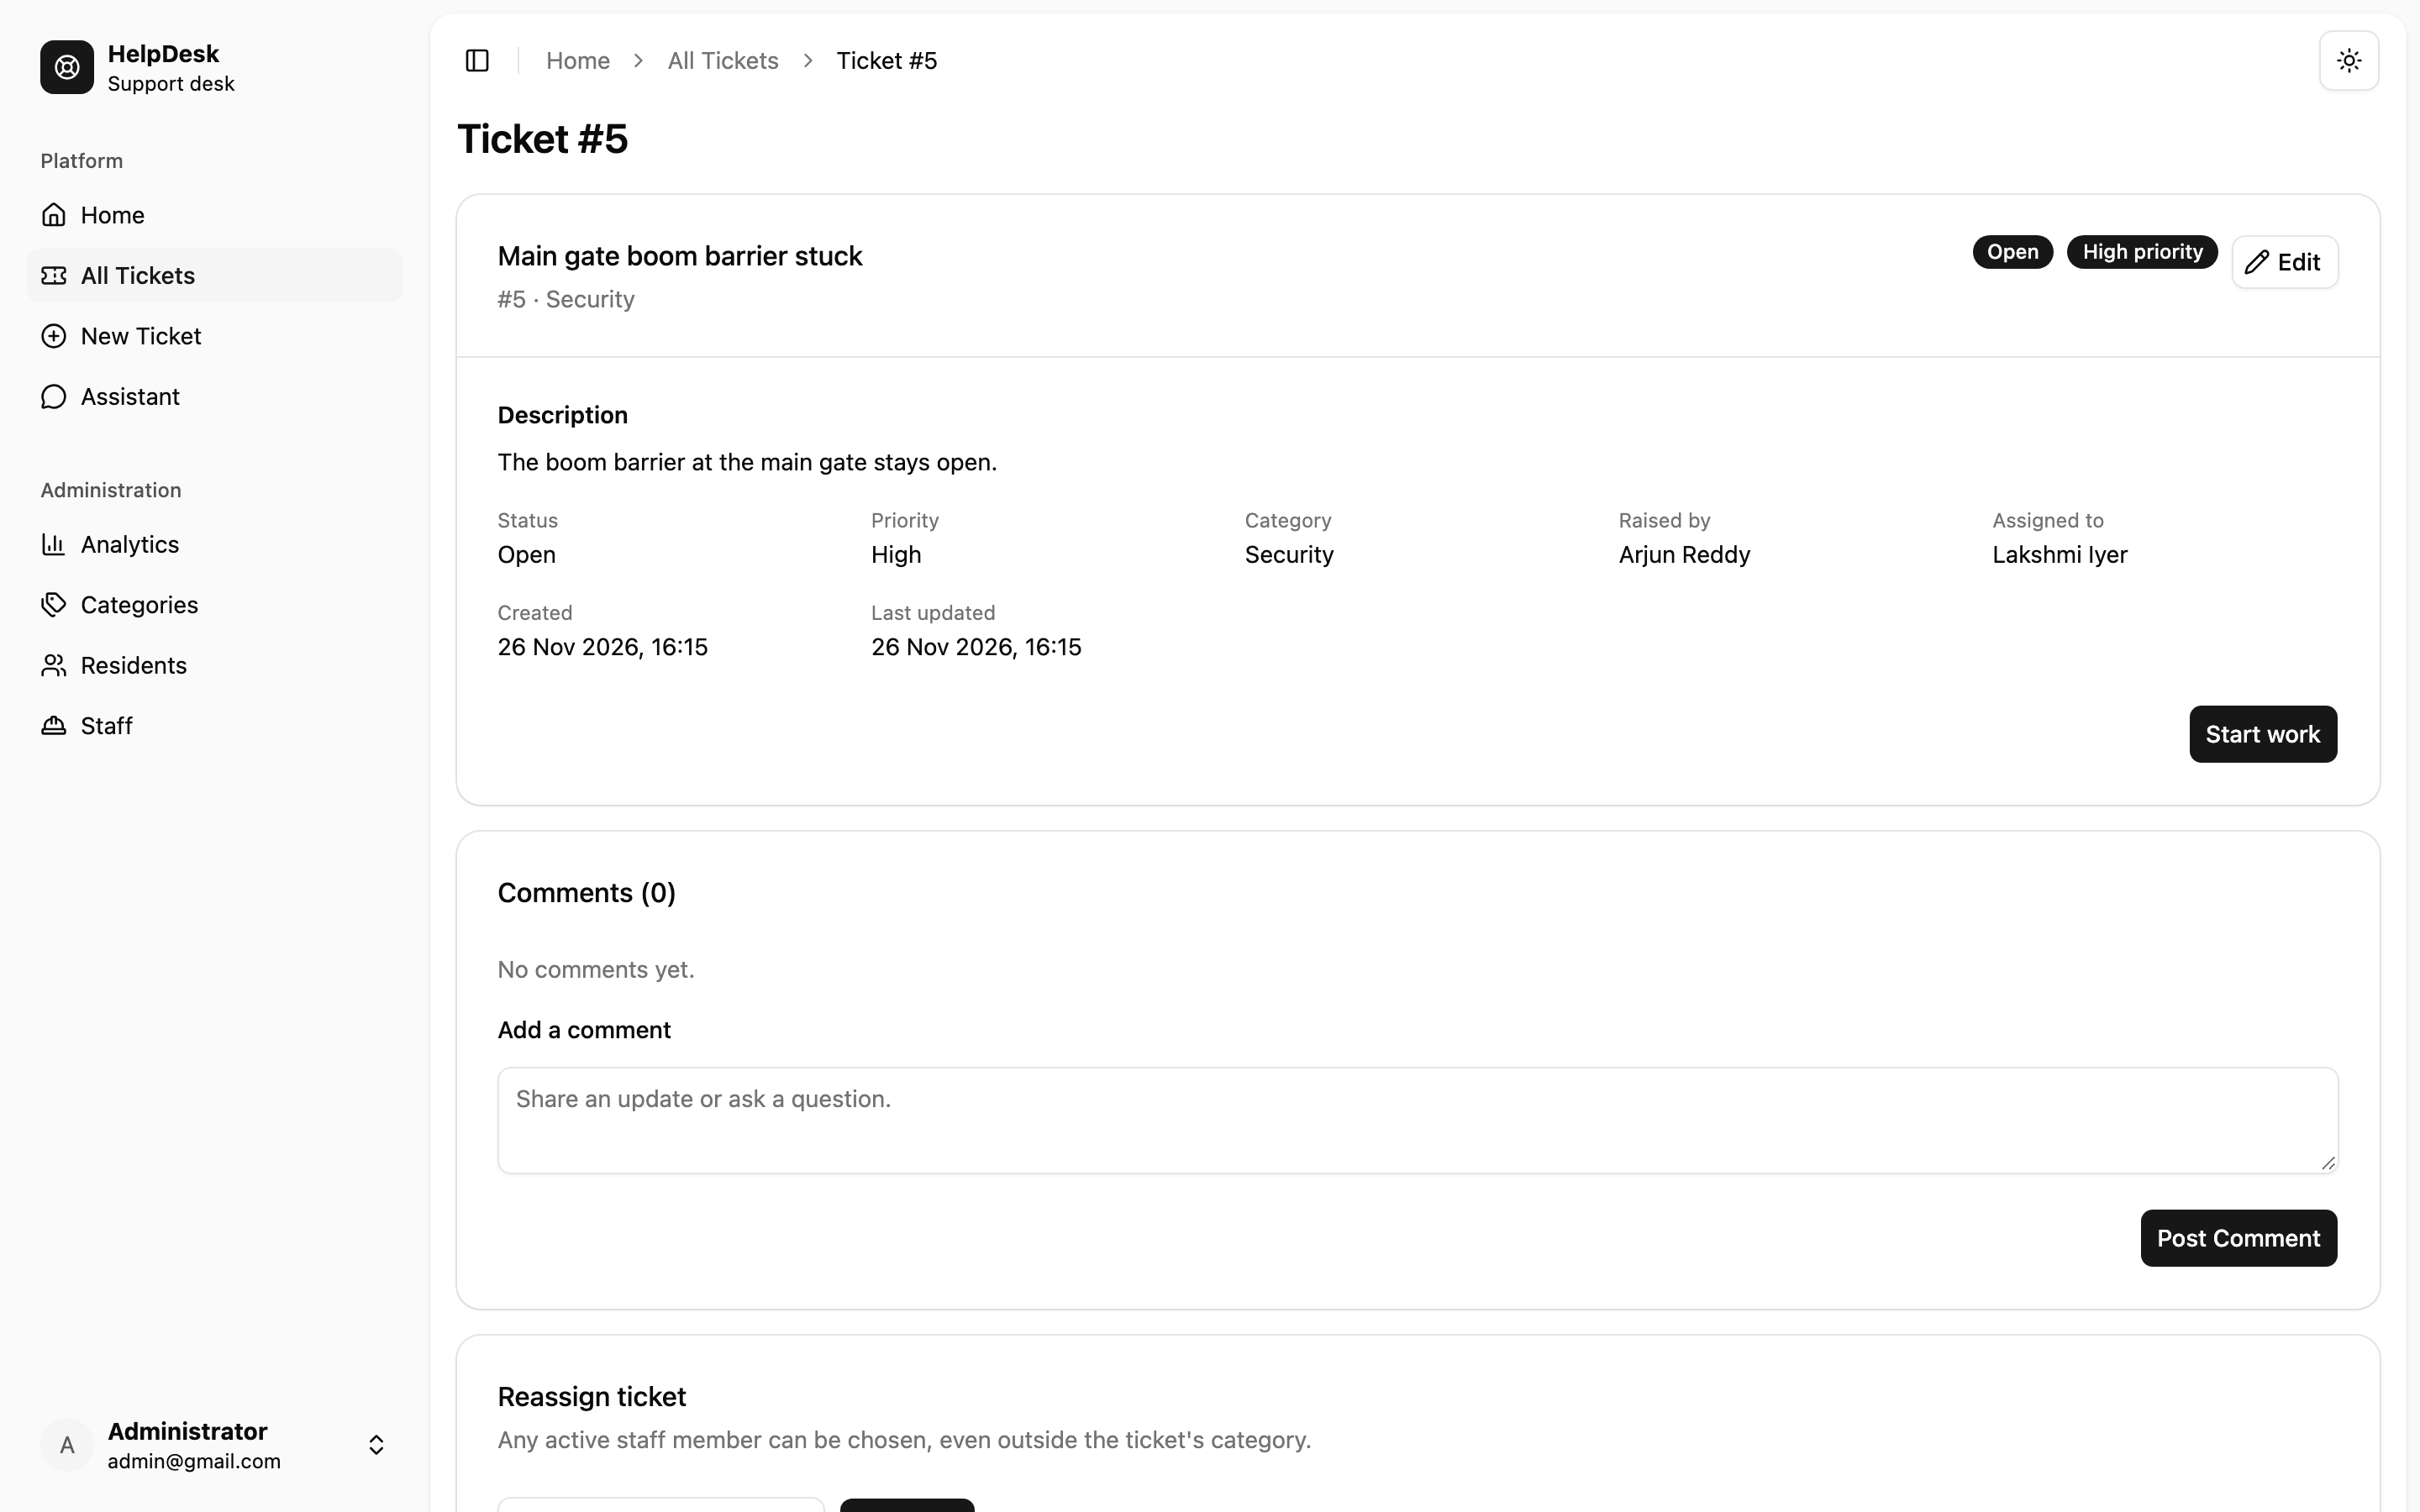 HelpDesk
Support desk
Platform
Home
All Tickets
New Ticket
Assistant
Administration
Analytics
Categories
Residents
Staff
A
Administrator
admin@gmail.com
Home
All Tickets
Ticket #5
Ticket #5
Main gate boom barrier stuck
#5 · Security
Open
High priority
Edit
Description
The boom barrier at the main gate stays open.
Status
Open
Priority
High
Category
Security
Raised by
Arjun Reddy
Assigned to
Lakshmi Iyer
Created
26 Nov 2026, 16:15
Last updated
26 Nov 2026, 16:15
Start work
Comments (0)
No comments yet.
Add a comment
Share an update or ask a question.
Post Comment
Reassign ticket
Any active staff member can be chosen, even outside the ticket's category.